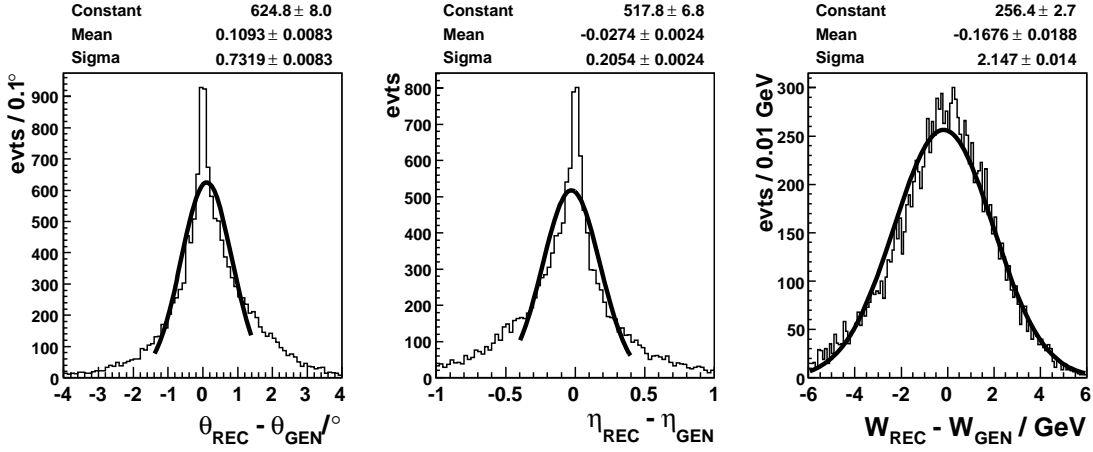 Constant 624.8 ± 8.0
Mean 0.1093 ± 0.0083
Sigma 0.7319 ± 0.0083
evts / 0.1°
900
800
700
600
500
400
300
200
100
0
-4 -3 -2 -1 0 1 2 3 4
θREC - θGEN/°
Constant 517.8 ± 6.8
Mean -0.0274 ± 0.0024
Sigma 0.2054 ± 0.0024
evts
800
700
600
500
400
300
200
100
0
-1 -0.5 0 0.5 1
ηREC - ηGEN
Constant 256.4 ± 2.7
Mean -0.1676 ± 0.0188
Sigma 2.147 ± 0.014
evts / 0.01 GeV
300
250
200
150
100
50
0
-6 -4 -2 0 2 4 6
WREC - WGEN / GeV